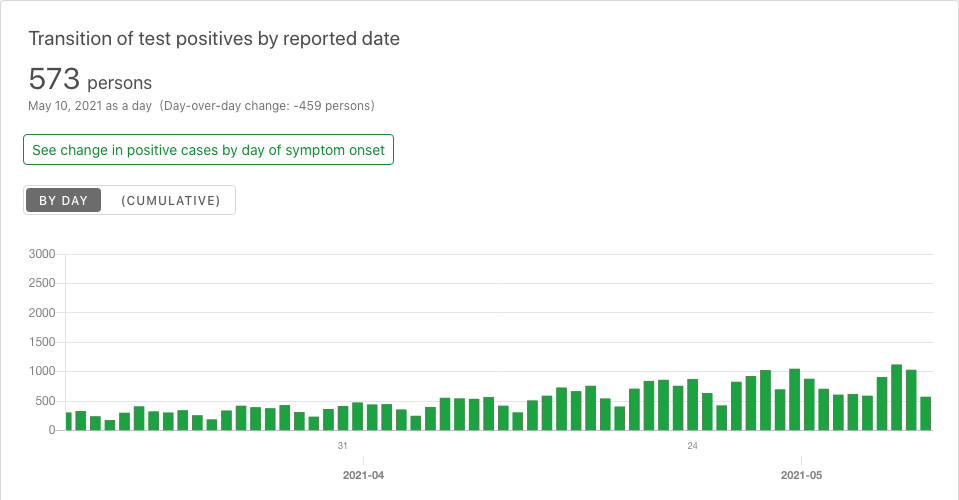 Transition of test positives by reported date
573 persons
May 10, 2021 as a day (Day-over-day change: -459 persons)
See change in positive cases by day of symptom onset
BY DAY (CUMULATIVE)
3000
2500
2000
1500
1000
500
0
31 24
2021-04 2021-05